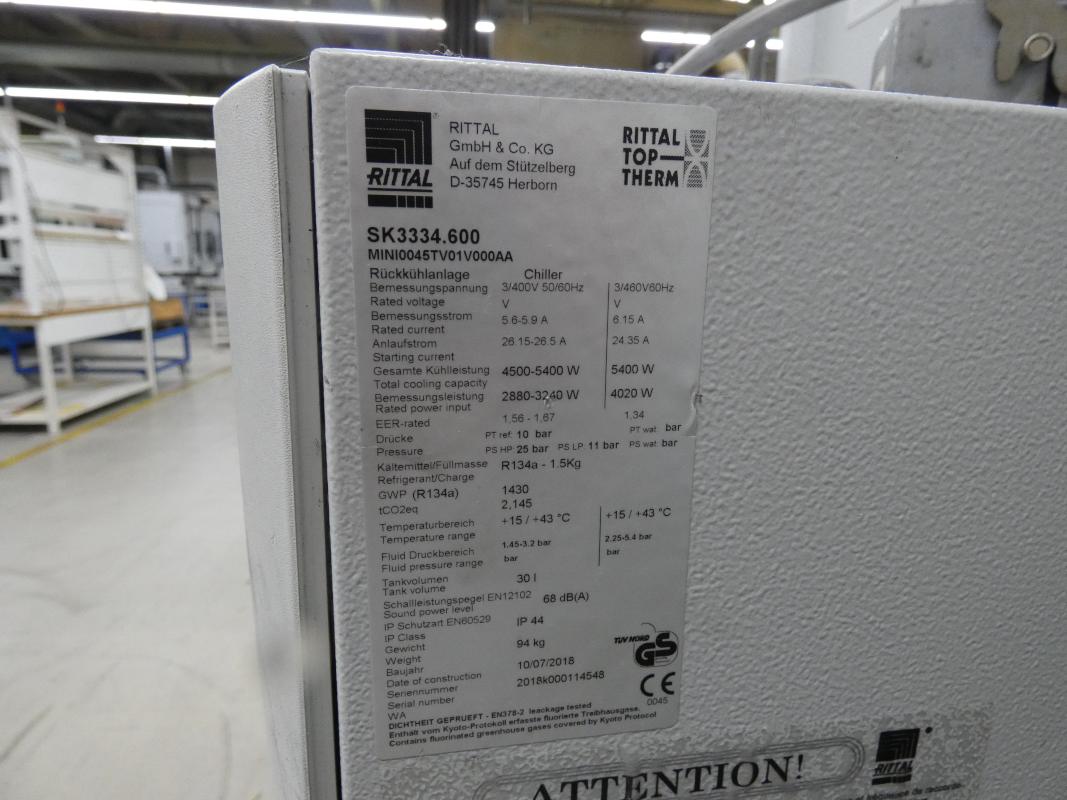 RITTAL
RITTAL
GmbH & Co. KG
Auf dem Stützelberg
D-35745 Herborn
RITTAL
TOP
THERM
SK3334.600
MINI0045TV01V000AA
Rückkühlanlage Chiller
Bemessungspannung 3/400V 50/60Hz 3/460V60Hz
Rated voltage V V
Bemessungsstrom 5.6-5.9 A 6.15 A
Rated current
Anlaufstrom 26.15-26.5 A 24.35 A
Starting current
Gesamte Kühlleistung 4500-5400 W 5400 W
Total cooling capacity
Bemessungsleistung 2880-3240 W 4020 W
Rated power input
EER-rated 1,56 - 1,67 1.34
Drücke PT ref: 10 bar PT wat: bar
Pressure PS HP: 25 bar PS LP: 11 bar PS wat: bar
Kältemittel/Füllmasse R134a - 1.5Kg
Refrigerant/Charge
GWP (R134a) 1430
tCO2eq 2,145
Temperaturbereich +15 / +43 °C +15 / +43 °C
Temperature range
Fluid Druckbereich 1.45-3.2 bar 2.25-5.4 bar
Fluid pressure range bar bar
Tankvolumen 30 l
Tank volume
Schallleistungspegel EN12102 68 dB(A)
Sound power level
IP Schutzart EN60529 IP 44
IP Class
Gewicht 94 kg
Weight
Baujahr 10/07/2018
Date of construction
Seriennummer 2018k000114548
Serial number
WA
TÜV NORD
GS
CE
0045
DICHTHEIT GEPRUEFT - EN378-2 leackage tested
Enthält vom Kyoto-Protokoll erfasste fluorierte Treibhausgase.
Contains fluorinated greenhouse gases covered by Kyoto Protocol
ATTENTION!
RITTAL